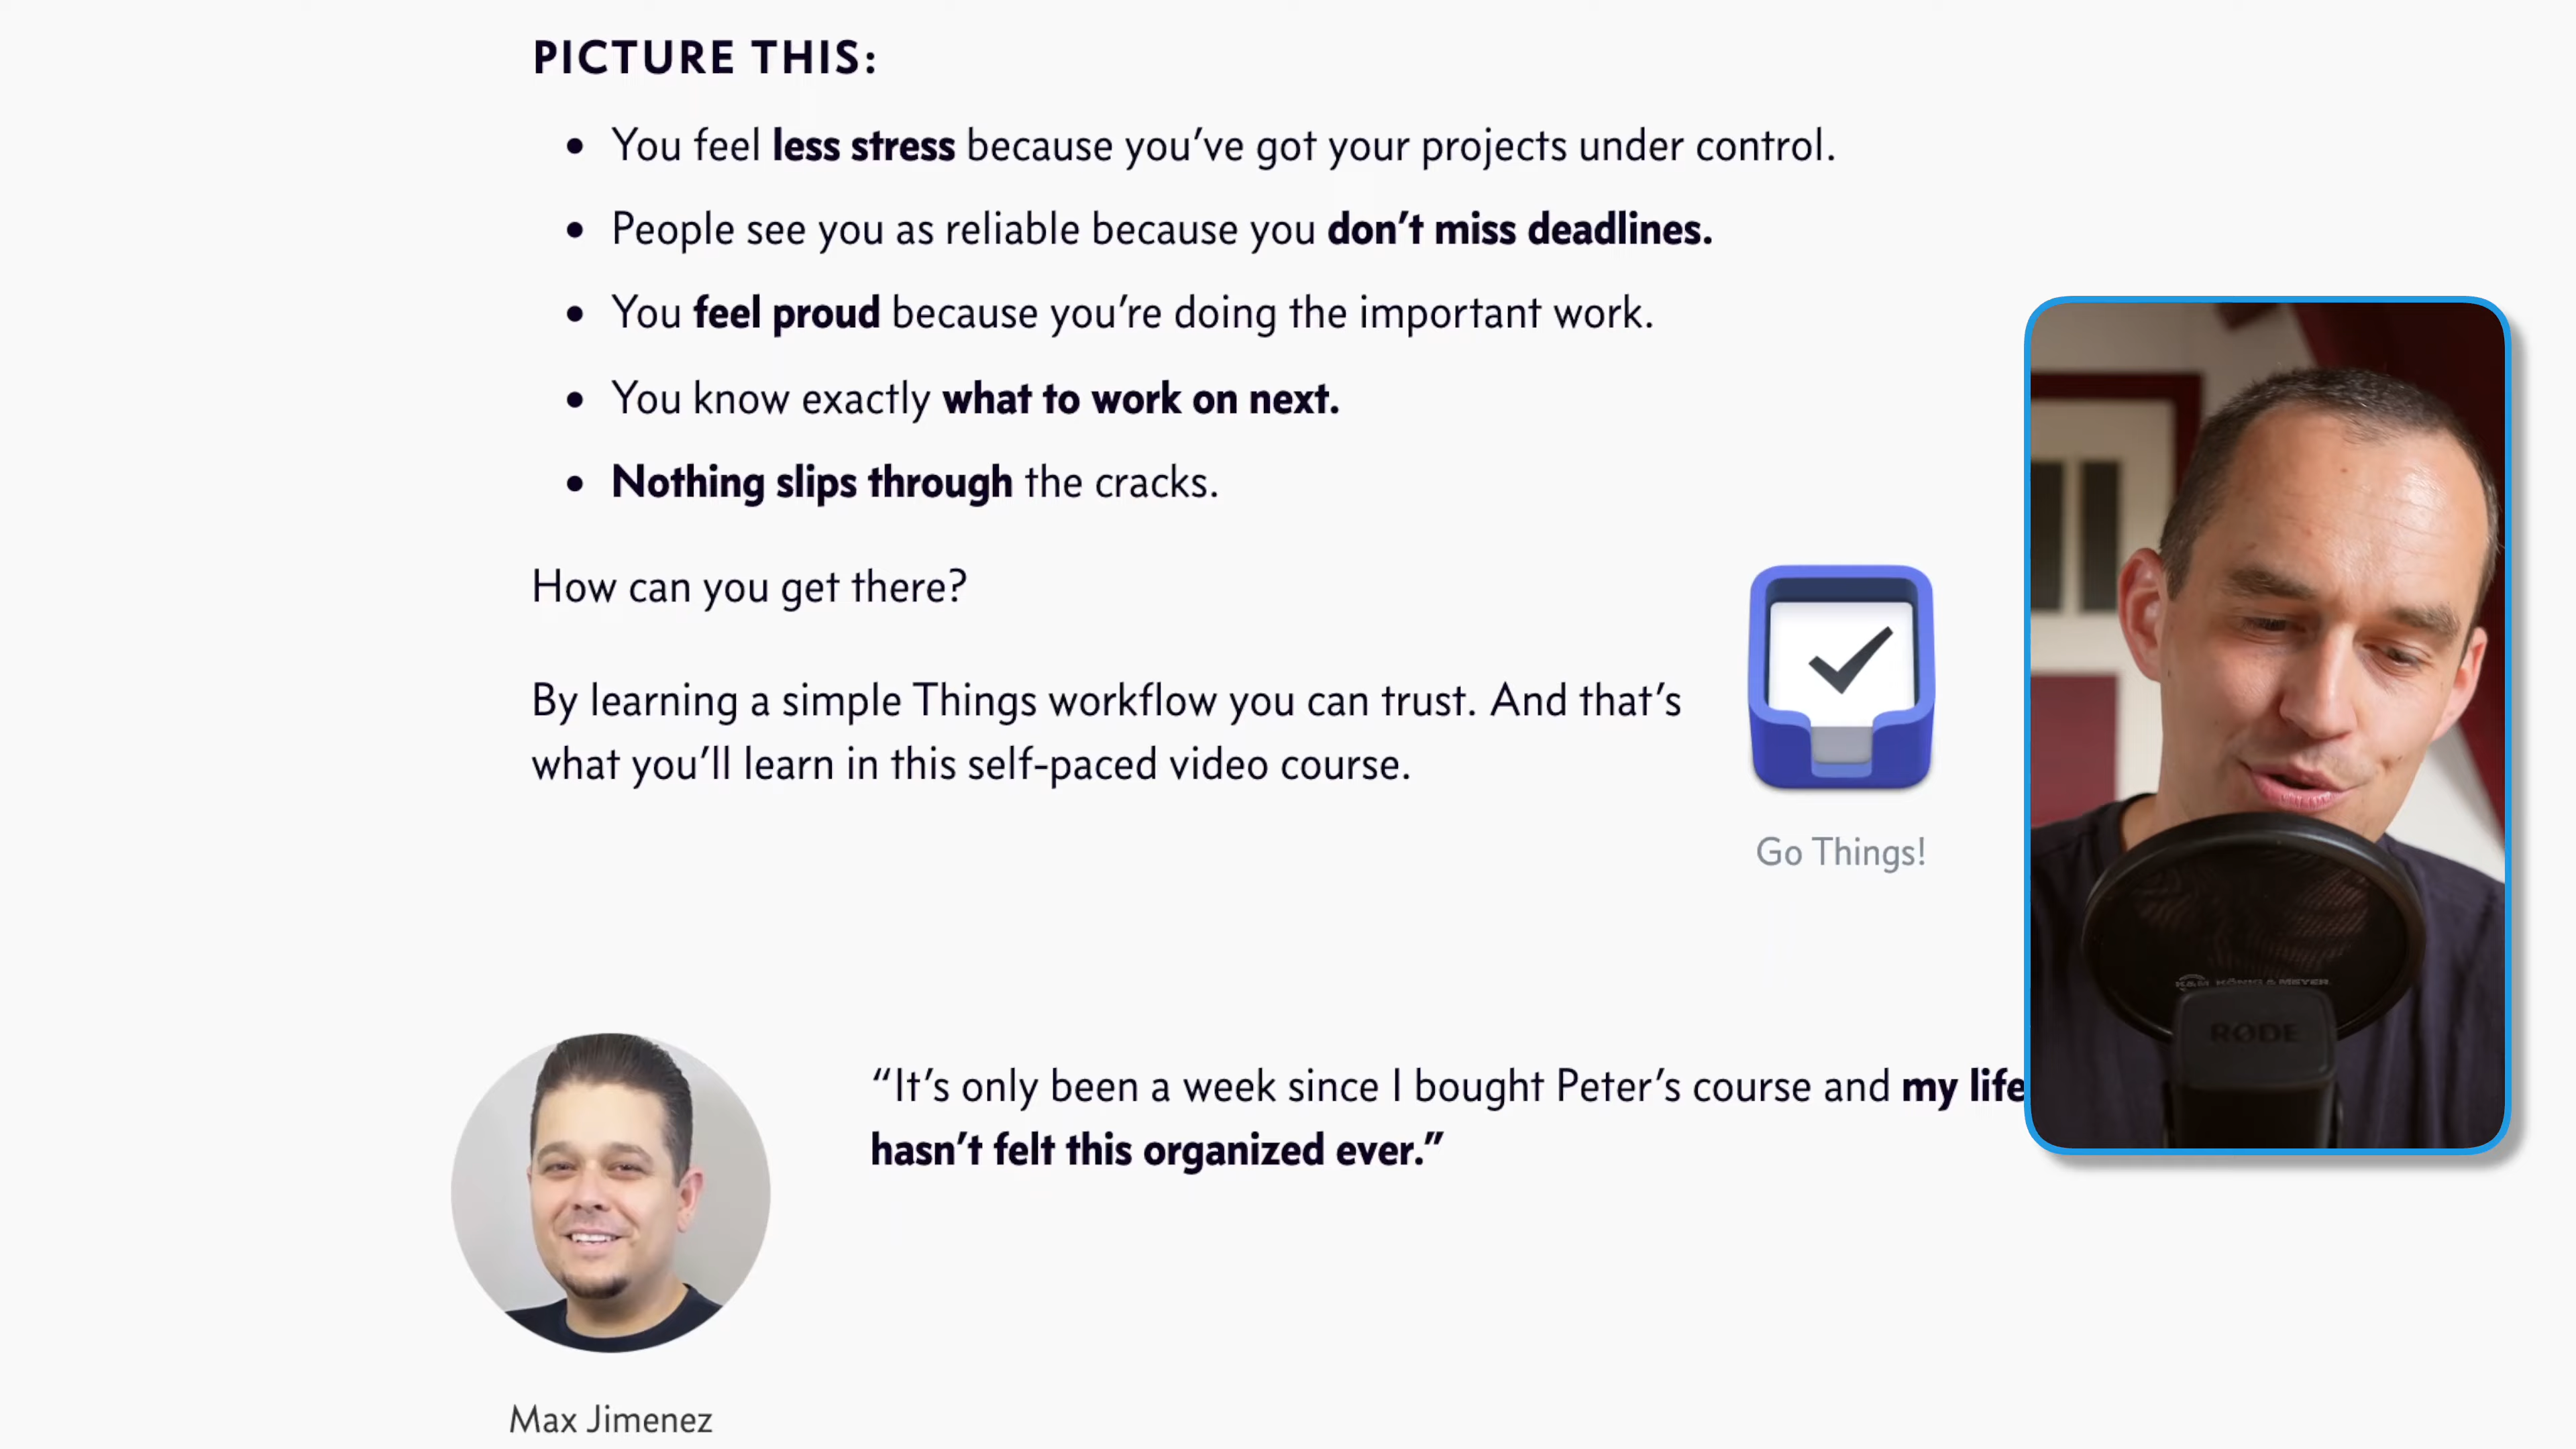 PICTURE THIS:
• You feel less stress because you’ve got your projects under control.
• People see you as reliable because you don’t miss deadlines.
• You feel proud because you’re doing the important work.
• You know exactly what to work on next.
• Nothing slips through the cracks.
How can you get there?
By learning a simple Things workflow you can trust. And that’s
what you’ll learn in this self-paced video course.
Go Things!
“It’s only been a week since I bought Peter’s course and my life
hasn’t felt this organized ever.”
Max Jimenez
K&M KÖNIG & MEYER
RØDE